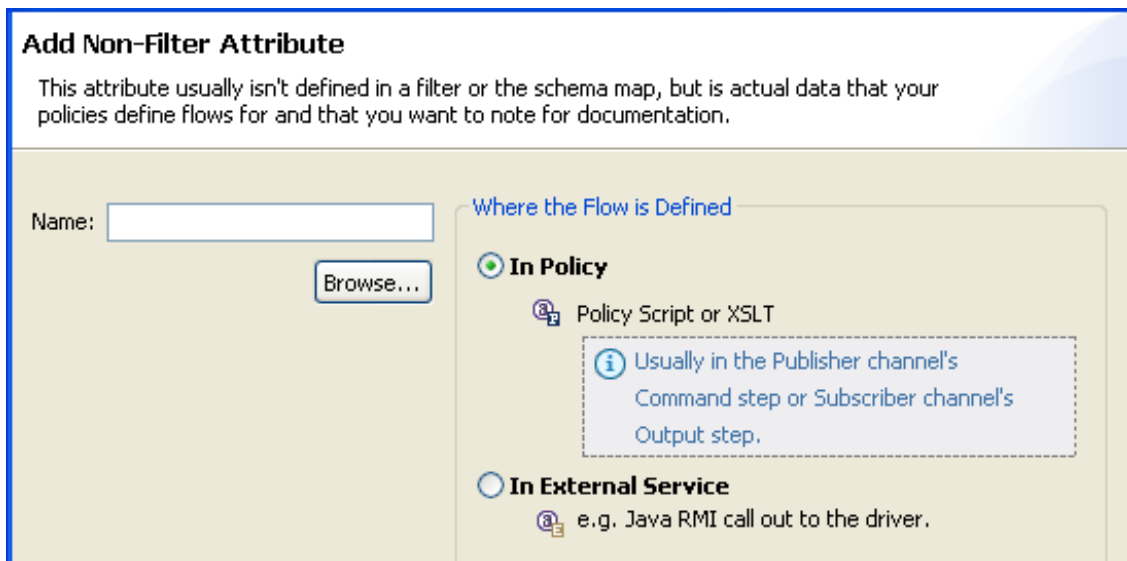 Add Non-Filter Attribute
This attribute usually isn't defined in a filter or the schema map, but is actual data that your
policies define flows for and that you want to note for documentation.
Name:
Browse...
Where the Flow is Defined
In Policy
Policy Script or XSLT
Usually in the Publisher channel's
Command step or Subscriber channel's
Output step.
In External Service
e.g. Java RMI call out to the driver.